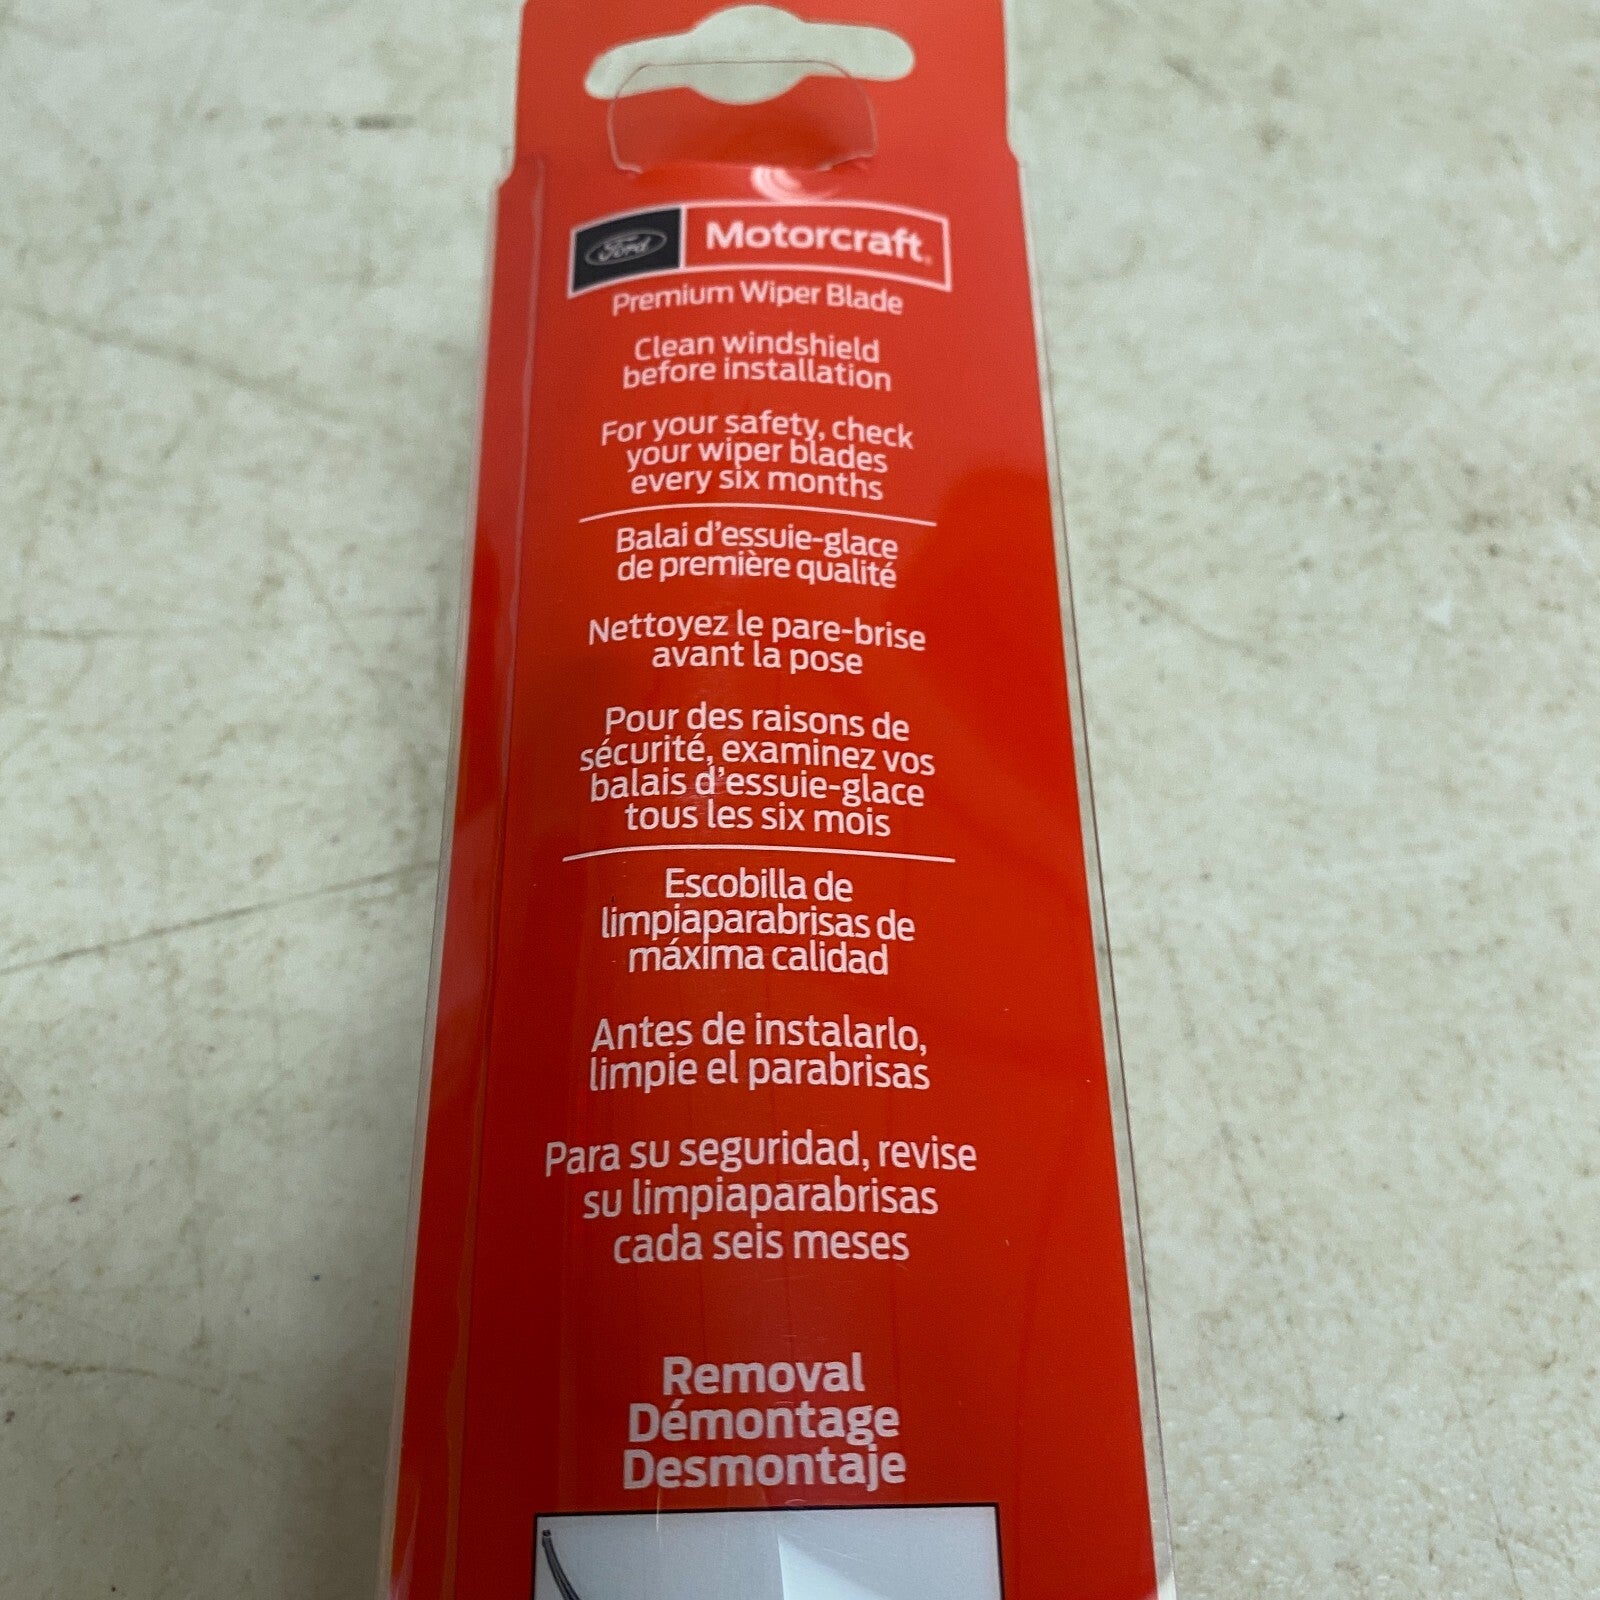 Ford
Motorcraft®
Premium Wiper Blade
Clean windshield
before installation
For your safety, check
your wiper blades
every six months
Balai d'essuie-glace
de première qualité
Nettoyez le pare-brise
avant la pose
Pour des raisons de
sécurité, examinez vos
balais d'essuie-glace
tous les six mois
Escobilla de
limpiaparabrisas de
máxima calidad
Antes de instalarlo,
limpie el parabrisas
Para su seguridad, revise
su limpiaparabrisas
cada seis meses
Removal
Démontage
Desmontaje